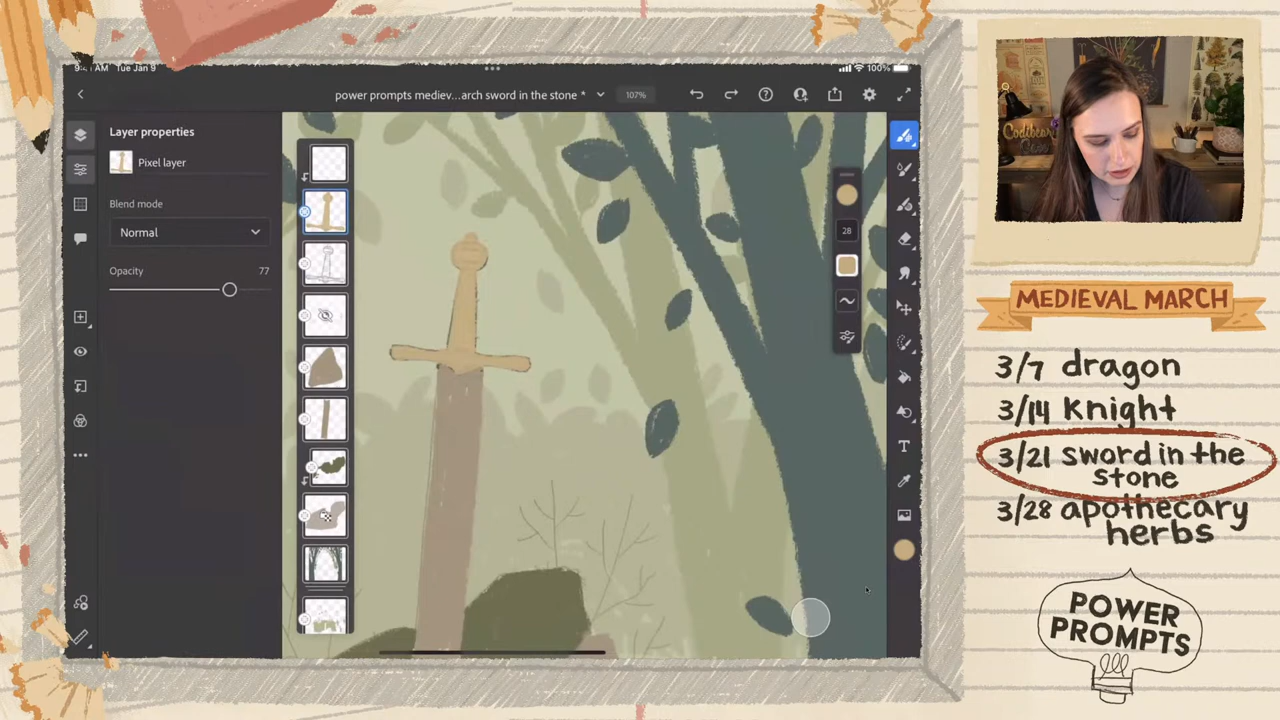 AM Tue Jan 9
100%
power prompts mediev...arch sword in the stone *
107%
Layer properties
Pixel layer
Blend mode
Normal
Opacity
77
28
T
MEDIEVAL MARCH
3/7 dragon
3/14 knight
3/21 sword in the
stone
3/28 apothecary
herbs
POWER
PROMPTS